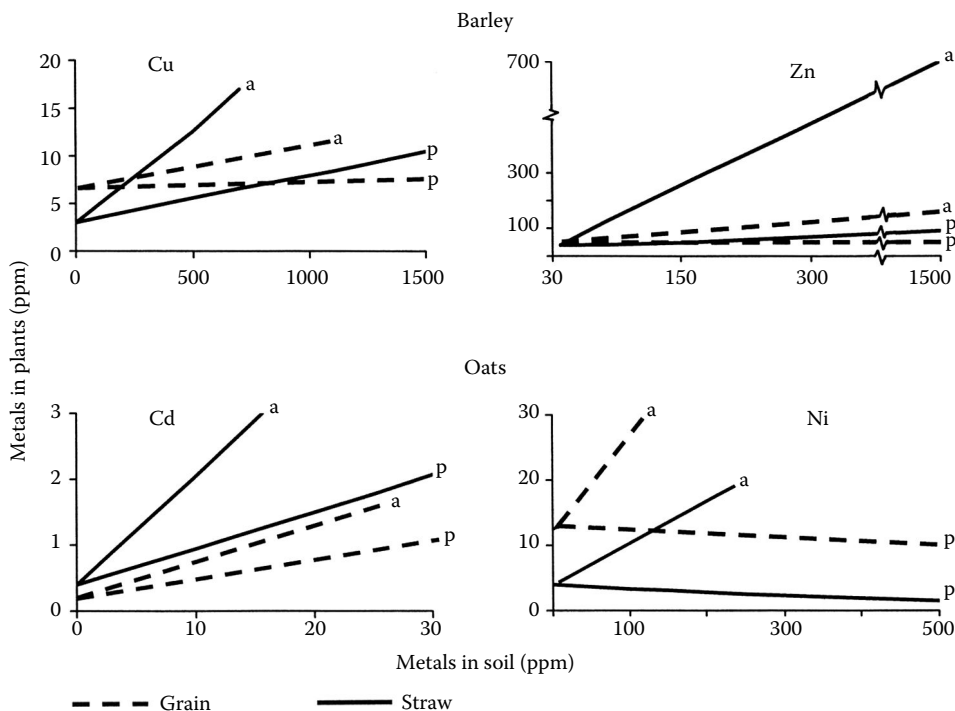 Barley
Cu
20
15
10
5
0
0
500
1000
1500
a
a
p
p
Zn
700
300
100
30
150
300
1500
a
a
p
p
Metals in plants (ppm)
Oats
Cd
3
2
1
0
0
10
20
30
a
p
a
p
Ni
30
20
10
0
100
300
500
a
a
p
p
Metals in soil (ppm)
Grain
Straw